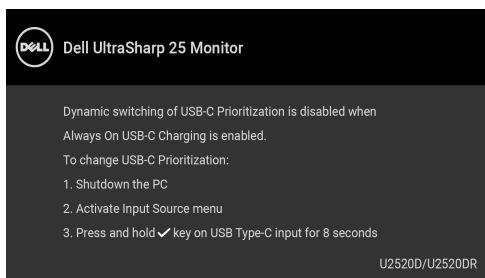 DELL
Dell UltraSharp 25 Monitor
Dynamic switching of USB-C Prioritization is disabled when
Always On USB-C Charging is enabled.
To change USB-C Prioritization:
1. Shutdown the PC
2. Activate Input Source menu
3. Press and hold ✓ key on USB Type-C input for 8 seconds
U2520D/U2520DR